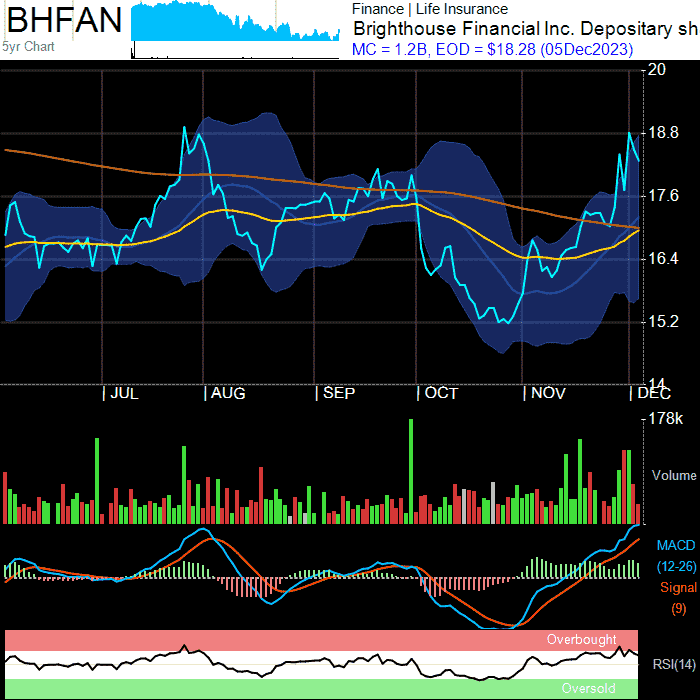 BHFAN
5yr Chart
Finance | Life Insurance
Brighthouse Financial Inc. Depositary sh
MC = 1.2B, EOD = $18.28 (05Dec2023)
20
18.8
17.6
16.4
15.2
14
| JUL | AUG | SEP | OCT | NOV | DEC
178k
Volume
MACD
(12-26)
Signal
(9)
Overbought
RSI(14)
Oversold